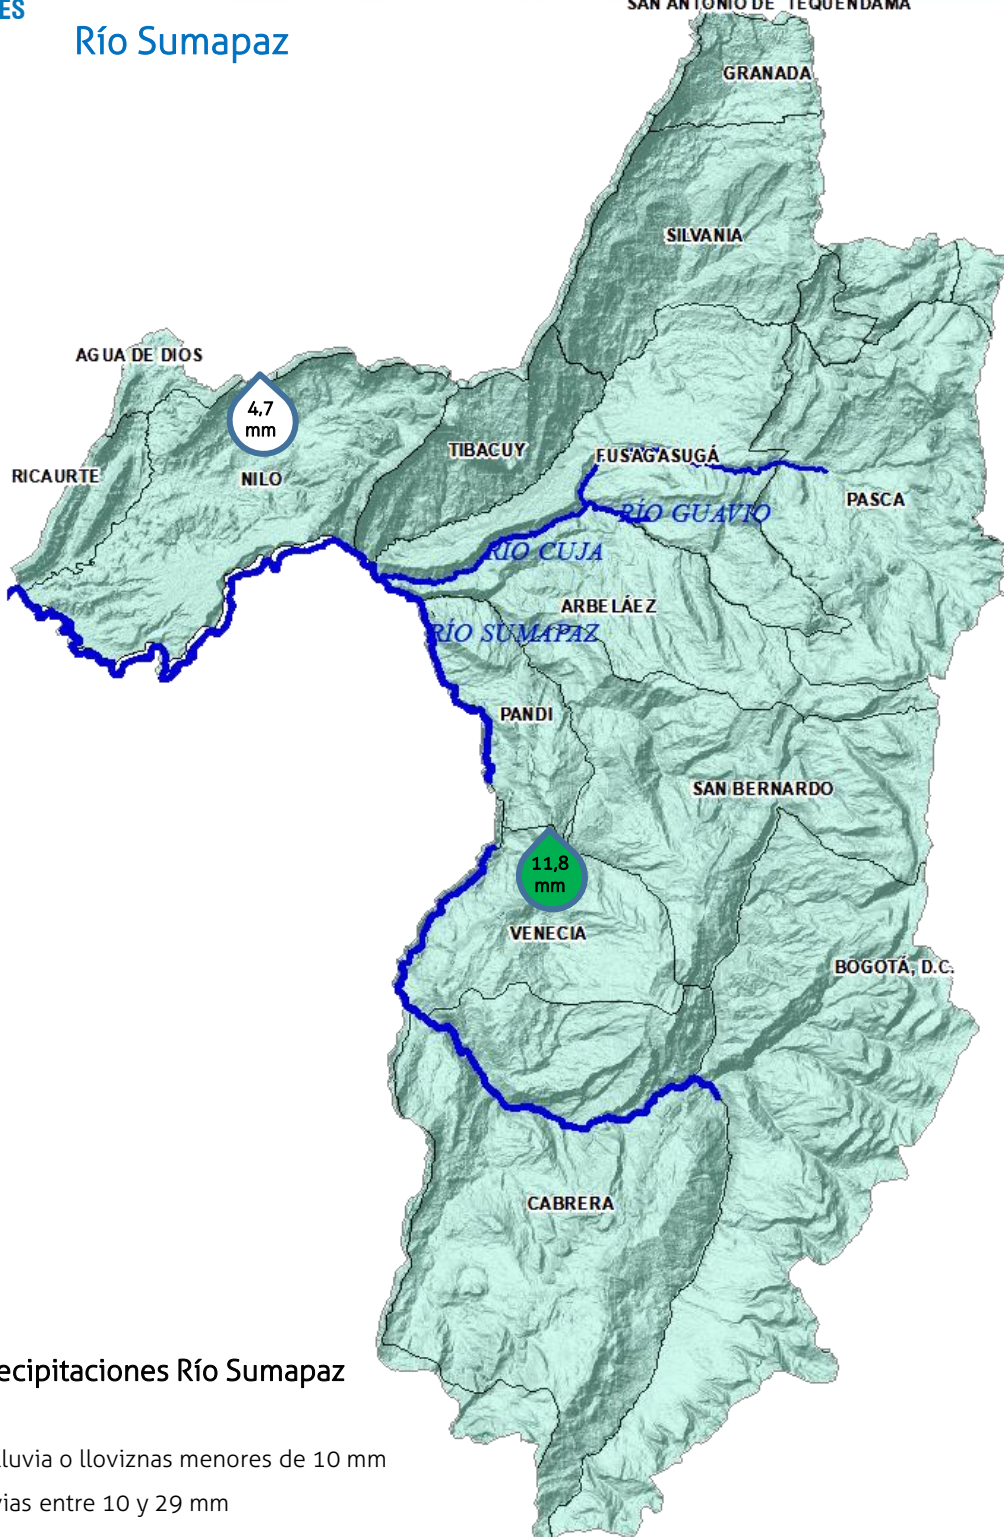 ES
SAN ANTONIO DE TEQUENDAMA
Río Sumapaz
GRANADA
SILVANIA
AGUA DE DIOS
4,7
mm
TIBACUY
FUSAGASUGÁ
RICAURTE
NILO
PASCA
RÍO GUAVIO
RÍO CUJA
ARBELÁEZ
RÍO SUMAPAZ
PANDI
SAN BERNARDO
11,8
mm
VENECIA
BOGOTÁ, D.C.
CABRERA
ecipitaciones Río Sumapaz
lluvia o lloviznas menores de 10 mm
vias entre 10 y 29 mm